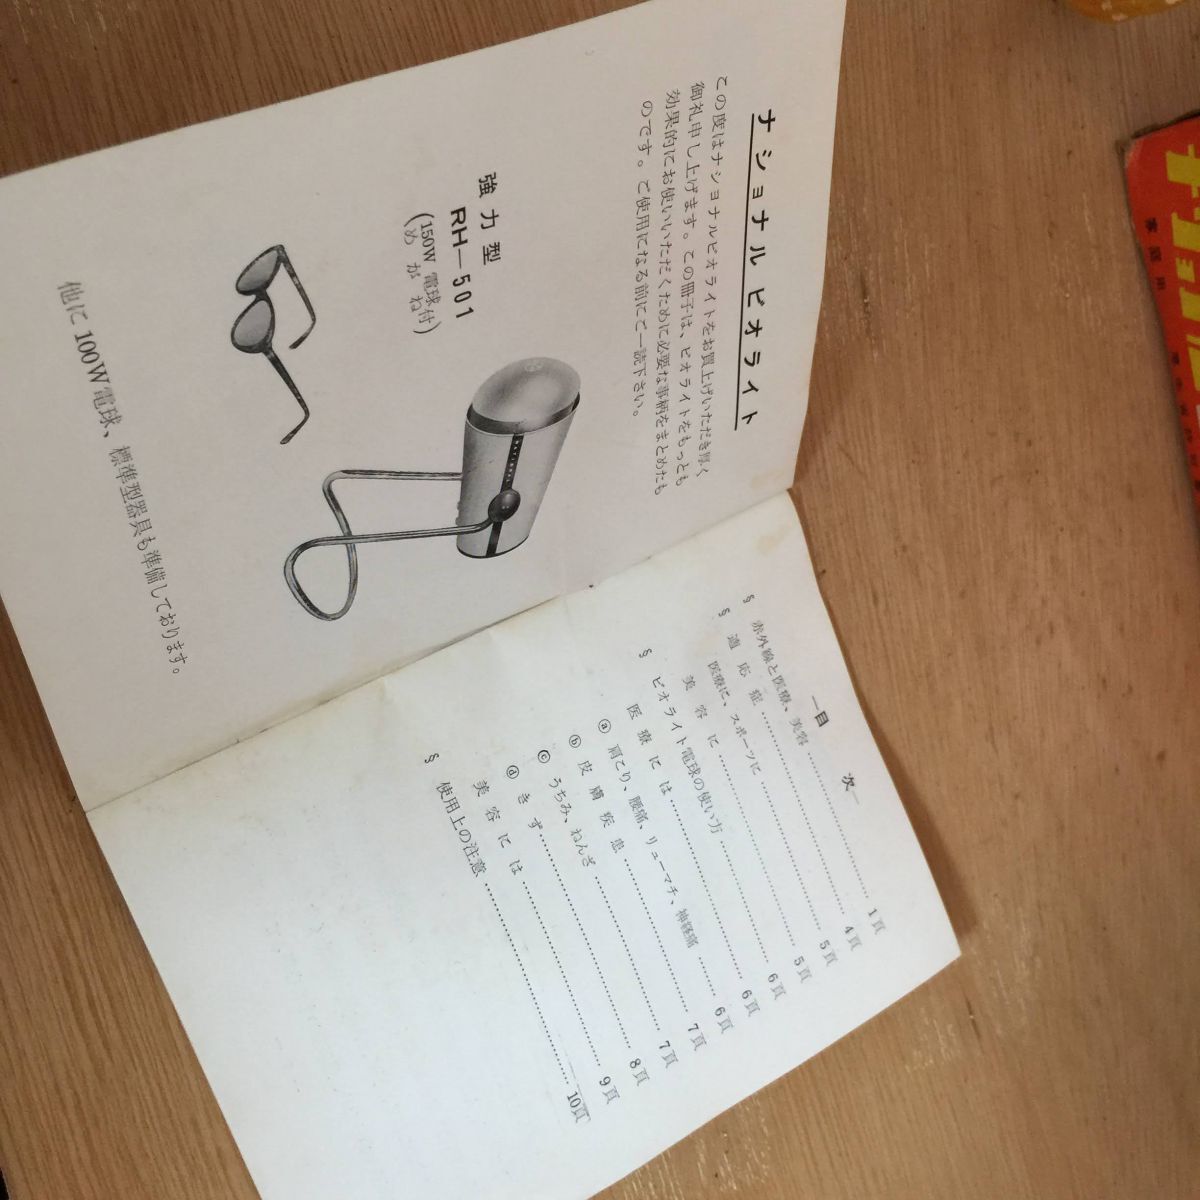 ナショナル ビオライト
この度はナショナルビオライトをお買上げいただき厚く
御礼申し上げます。この冊子は、ビオライトをもっとも
効果的にお使いいただくために必要な事柄をまとめたも
のです。ご使用になる前にご一読下さい。
強力型
RH—501
(150W 電球付
めがね)
NATIONAL
他に 100W 電球、標準型器具も準備しております。
—目 次—
§ 赤外線と医療、美容 …… 1頁
§ 適応症 …… 4頁
医療に、スポーツに …… 5頁
美容に …… 5頁
§ ビオライト電球の使い方 …… 6頁
医療には …… 6頁
ⓐ 肩こり、腰痛、リューマチ、神経痛 …… 6頁
ⓑ 皮膚疾患 …… 7頁
ⓒ うちみ、ねんざ …… 7頁
ⓓ きず …… 8頁
美容には …… 9頁
§ 使用上の注意 …… 10頁
家庭用